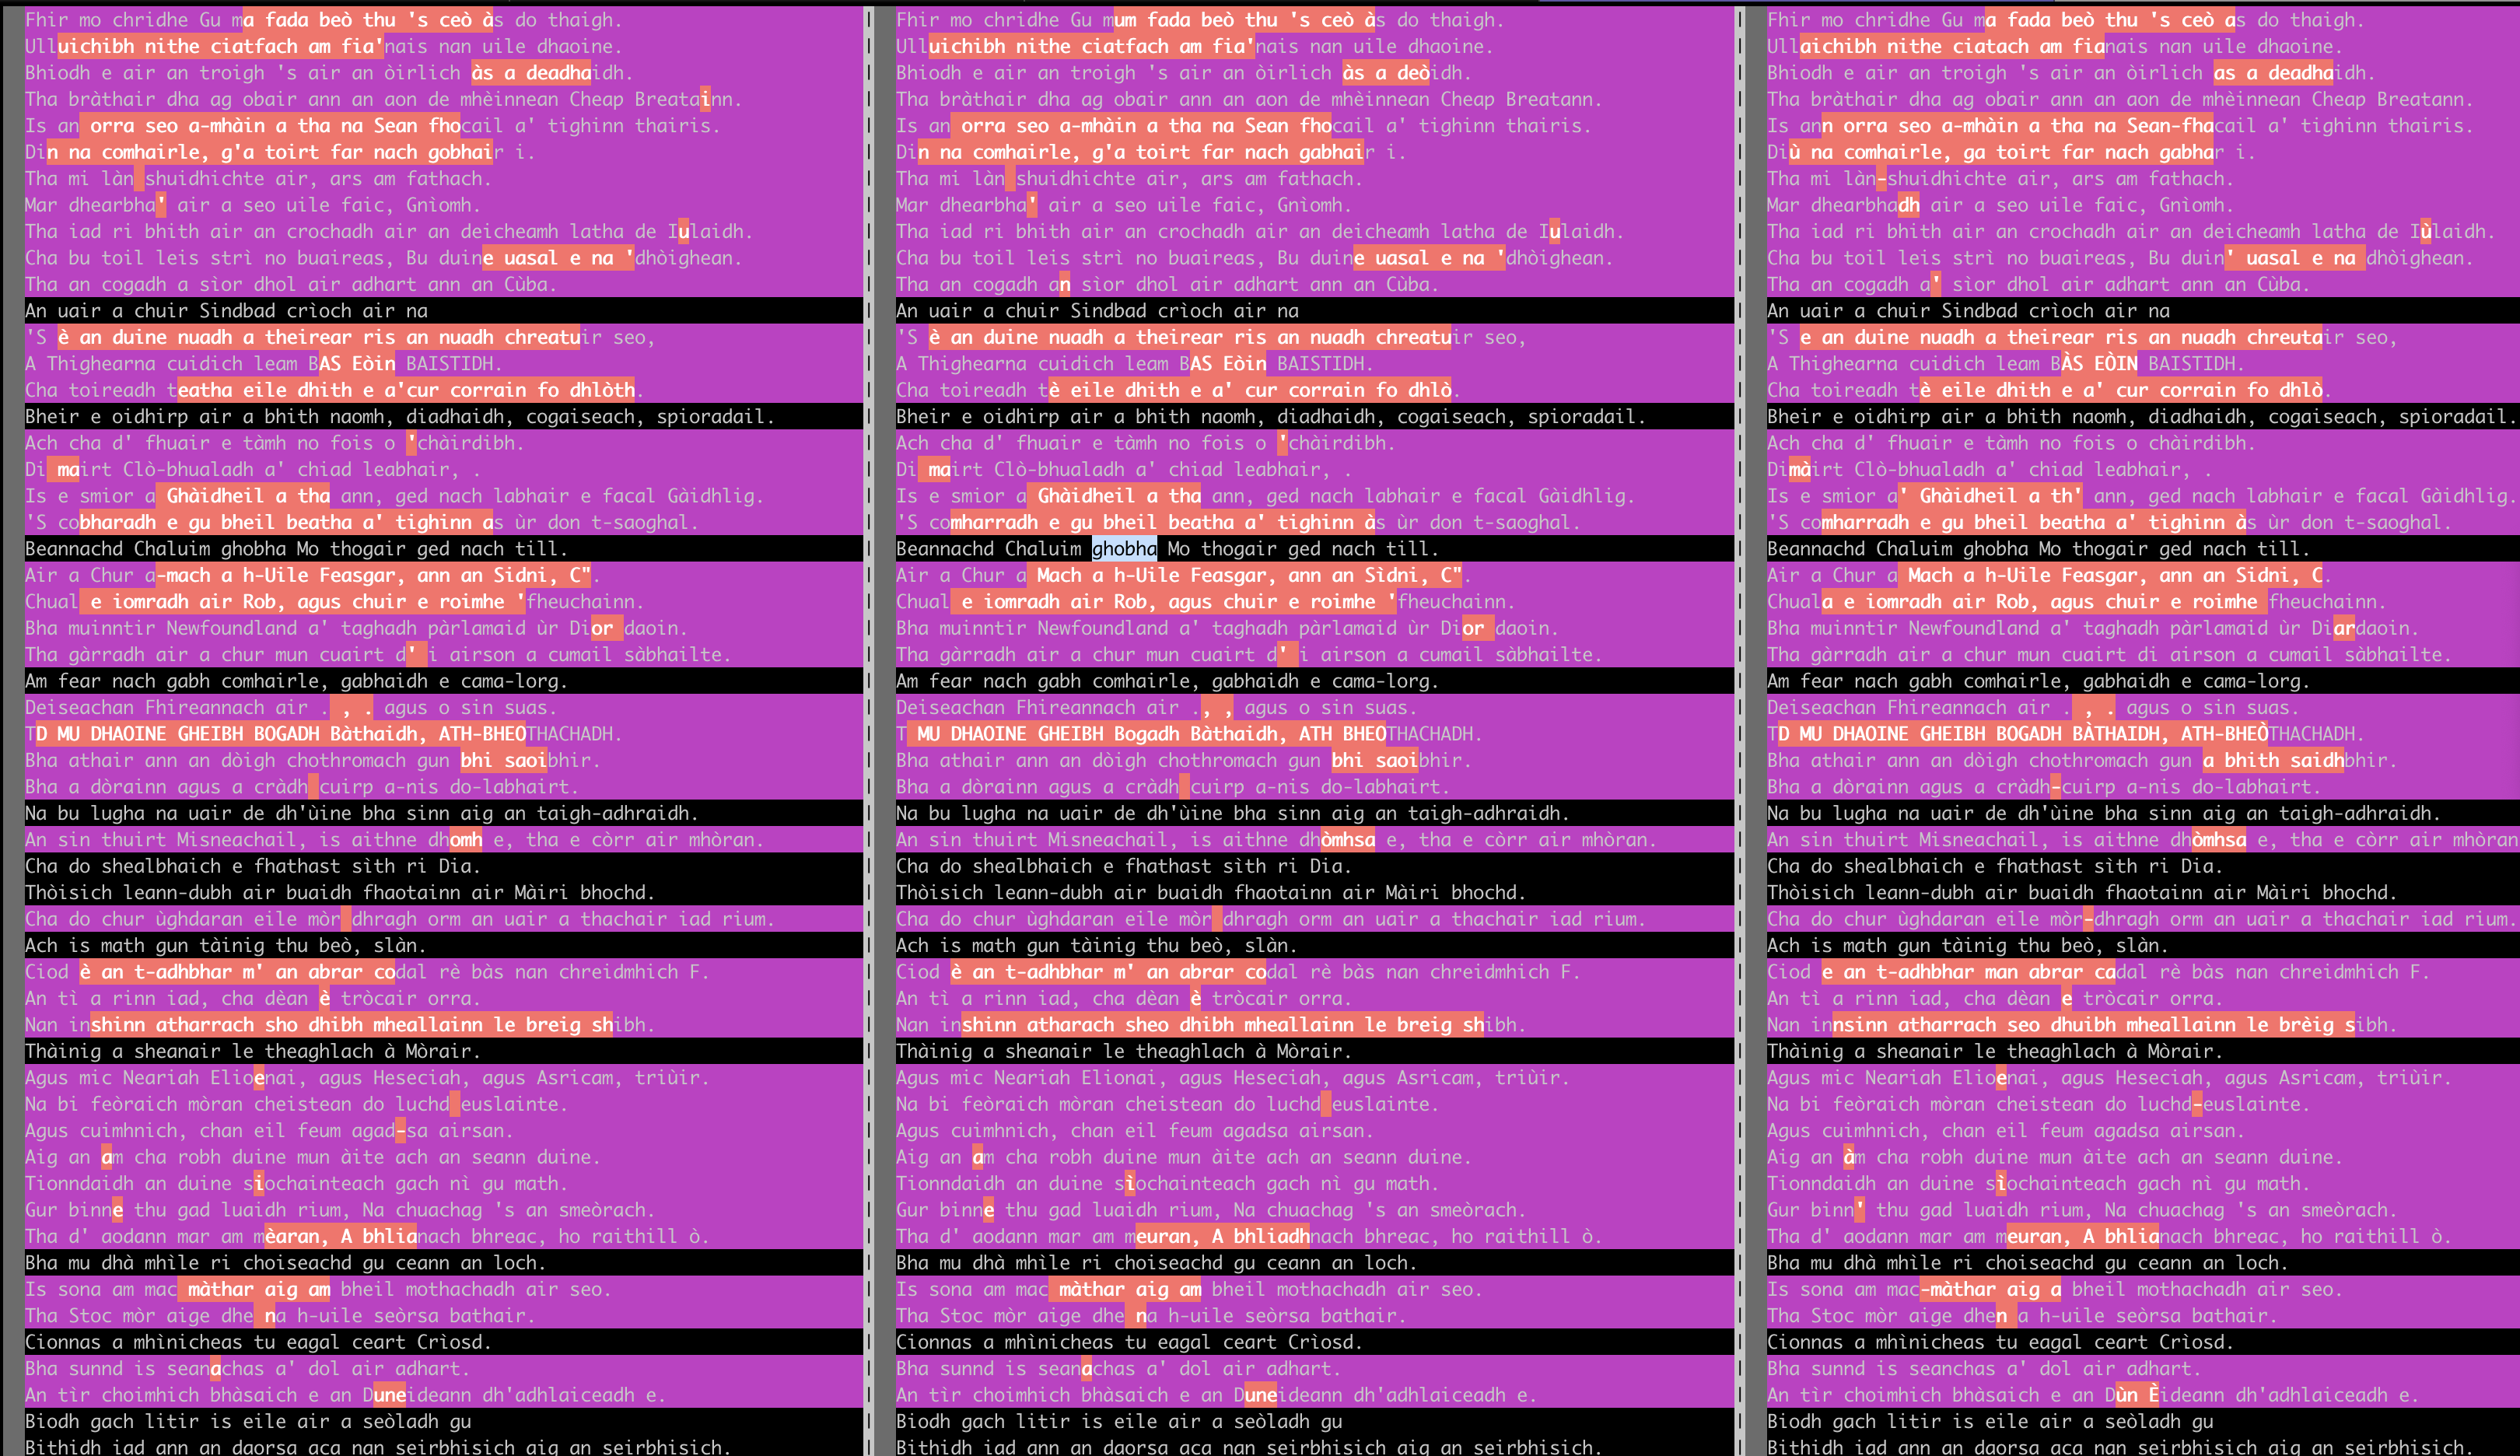 Fhir mo chridhe Gu ma fada beò thu 's ceò às do thaigh.
Ulluichibh nithe ciatfach am fia'nais nan uile dhaoine.
Bhiodh e air an troigh 's air an òirlich às a deadhaidh.
Tha bràthair dha ag obair ann an aon de mhèinnean Cheap Breatainn.
Is an orra seo a-mhàin a tha na Sean fhocail a' tighinn thairis.
Din na comhairle, g'a toirt far nach gobhair i.
Tha mi làn shuidhichte air, ars am fathach.
Mar dhearbha' air a seo uile faic, Gnìomh.
Tha iad ri bhith air an crochadh air an deicheamh latha de Iulaidh.
Cha bu toil leis strì no buaireas, Bu duine uasal e na 'dhòighean.
Tha an cogadh a sìor dhol air adhart ann an Cùba.
An uair a chuir Sindbad crìoch air na
'S è an duine nuadh a theirear ris an nuadh chreatuir seo,
A Thighearna cuidich leam BAS Eòin BAISTIDH.
Cha toireadh teatha eile dhith e a'cur corrain fo dhlòth.
Bheir e oidhirp air a bhith naomh, diadhaidh, cogaiseach, spioradail.
Ach cha d' fhuair e tàmh no fois o 'chàirdibh.
Di mairt Clò-bhualadh a' chiad leabhair, .
Is e smior a Ghàidheil a tha ann, ged nach labhair e facal Gàidhlig.
'S cobharadh e gu bheil beatha a' tighinn as ùr don t-saoghal.
Beannachd Chaluim ghobha Mo thogair ged nach till.
Air a Chur a-mach a h-Uile Feasgar, ann an Sidni, C".
Chual e iomradh air Rob, agus chuir e roimhe 'fheuchainn.
Bha muinntir Newfoundland a' taghadh pàrlamaid ùr Dior daoin.
Tha gàrradh air a chur mun cuairt d' i airson a cumail sàbhailte.
Am fear nach gabh comhairle, gabhaidh e cama-lorg.
Deiseachan Fhireannach air . , . agus o sin suas.
TD MU DHAOINE GHEIBH BOGADH Bàthaidh, ATH-BHEOTHACHADH.
Bha athair ann an dòigh chothromach gun bhi saoibhir.
Bha a dòrainn agus a cràdh cuirp a-nis do-labhairt.
Na bu lugha na uair de dh'ùine bha sinn aig an taigh-adhraidh.
An sin thuirt Misneachail, is aithne dhomh e, tha e còrr air mhòran.
Cha do shealbhaich e fhathast sìth ri Dia.
Thòisich leann-dubh air buaidh fhaotainn air Màiri bhochd.
Cha do chur ùghdaran eile mòr dhragh orm an uair a thachair iad rium.
Ach is math gun tàinig thu beò, slàn.
Ciod è an t-adhbhar m' an abrar codal rè bàs nan chreidmhich F.
An tì a rinn iad, cha dèan è tròcair orra.
Nan inshinn atharrach sho dhibh mheallainn le breig shibh.
Thàinig a sheanair le theaghlach à Mòrair.
Agus mic Neariah Elioenai, agus Heseciah, agus Asricam, triùir.
Na bi feòraich mòran cheistean do luchd euslainte.
Agus cuimhnich, chan eil feum agad-sa airsan.
Aig an am cha robh duine mun àite ach an seann duine.
Tionndaidh an duine siochainteach gach nì gu math.
Gur binne thu gad luaidh rium, Na chuachag 's an smeòrach.
Tha d' aodann mar am mèaran, A bhlianach bhreac, ho raithill ò.
Bha mu dhà mhìle ri choiseachd gu ceann an loch.
Is sona am mac màthar aig am bheil mothachadh air seo.
Tha Stoc mòr aige dhe na h-uile seòrsa bathair.
Cionnas a mhìnicheas tu eagal ceart Crìosd.
Bha sunnd is seanachas a' dol air adhart.
An tìr choimhich bhàsaich e an Duneideann dh'adhlaiceadh e.
Biodh gach litir is eile air a seòladh gu
Bithidh iad ann an daorsa aca nan seirbhisich aig an seirbhisich.
Fhir mo chridhe Gu mum fada beò thu 's ceò às do thaigh.
Ulluichibh nithe ciatfach am fia'nais nan uile dhaoine.
Bhiodh e air an troigh 's air an òirlich às a deòidh.
Tha bràthair dha ag obair ann an aon de mhèinnean Cheap Breatann.
Is an orra seo a-mhàin a tha na Sean fhocail a' tighinn thairis.
Din na comhairle, g'a toirt far nach gabhair i.
Tha mi làn shuidhichte air, ars am fathach.
Mar dhearbha' air a seo uile faic, Gnìomh.
Tha iad ri bhith air an crochadh air an deicheamh latha de Iulaidh.
Cha bu toil leis strì no buaireas, Bu duine uasal e na 'dhòighean.
Tha an cogadh an sìor dhol air adhart ann an Cùba.
An uair a chuir Sindbad crìoch air na
'S è an duine nuadh a theirear ris an nuadh chreatuir seo,
A Thighearna cuidich leam BAS Eòin BAISTIDH.
Cha toireadh tè eile dhith e a' cur corrain fo dhlò.
Bheir e oidhirp air a bhith naomh, diadhaidh, cogaiseach, spioradail.
Ach cha d' fhuair e tàmh no fois o 'chàirdibh.
Di mairt Clò-bhualadh a' chiad leabhair, .
Is e smior a Ghàidheil a tha ann, ged nach labhair e facal Gàidhlig.
'S comharradh e gu bheil beatha a' tighinn às ùr don t-saoghal.
Beannachd Chaluim ghobha Mo thogair ged nach till.
Air a Chur a Mach a h-Uile Feasgar, ann an Sìdni, C".
Chual e iomradh air Rob, agus chuir e roimhe 'fheuchainn.
Bha muinntir Newfoundland a' taghadh pàrlamaid ùr Dior daoin.
Tha gàrradh air a chur mun cuairt d' i airson a cumail sàbhailte.
Am fear nach gabh comhairle, gabhaidh e cama-lorg.
Deiseachan Fhireannach air ., , agus o sin suas.
T MU DHAOINE GHEIBH Bogadh Bàthaidh, ATH BHEOTHACHADH.
Bha athair ann an dòigh chothromach gun bhi saoibhir.
Bha a dòrainn agus a cràdh cuirp a-nis do-labhairt.
Na bu lugha na uair de dh'ùine bha sinn aig an taigh-adhraidh.
An sin thuirt Misneachail, is aithne dhòmhsa e, tha e còrr air mhòran.
Cha do shealbhaich e fhathast sìth ri Dia.
Thòisich leann-dubh air buaidh fhaotainn air Màiri bhochd.
Cha do chur ùghdaran eile mòr dhragh orm an uair a thachair iad rium.
Ach is math gun tàinig thu beò, slàn.
Ciod è an t-adhbhar m' an abrar codal rè bàs nan chreidmhich F.
An tì a rinn iad, cha dèan è tròcair orra.
Nan inshinn atharach sheo dhibh mheallainn le breig shibh.
Thàinig a sheanair le theaghlach à Mòrair.
Agus mic Neariah Elionai, agus Heseciah, agus Asricam, triùir.
Na bi feòraich mòran cheistean do luchd euslainte.
Agus cuimhnich, chan eil feum agadsa airsan.
Aig an am cha robh duine mun àite ach an seann duine.
Tionndaidh an duine sìochainteach gach nì gu math.
Gur binne thu gad luaidh rium, Na chuachag 's an smeòrach.
Tha d' aodann mar am meuran, A bhliadhnach bhreac, ho raithill ò.
Bha mu dhà mhìle ri choiseachd gu ceann an loch.
Is sona am mac màthar aig am bheil mothachadh air seo.
Tha Stoc mòr aige dhe na h-uile seòrsa bathair.
Cionnas a mhìnicheas tu eagal ceart Crìosd.
Bha sunnd is seanachas a' dol air adhart.
An tìr choimhich bhàsaich e an Duneideann dh'adhlaiceadh e.
Biodh gach litir is eile air a seòladh gu
Bithidh iad ann an daorsa aca nan seirbhisich aig an seirbhisich.
Fhir mo chridhe Gu ma fada beò thu 's ceò as do thaigh.
Ullaichibh nithe ciatach am fianais nan uile dhaoine.
Bhiodh e air an troigh 's air an òirlich as a deadhaidh.
Tha bràthair dha ag obair ann an aon de mhèinnean Cheap Breatann.
Is ann orra seo a-mhàin a tha na Sean-fhacail a' tighinn thairis.
Diù na comhairle, ga toirt far nach gabhar i.
Tha mi làn-shuidhichte air, ars am fathach.
Mar dhearbhadh air a seo uile faic, Gnìomh.
Tha iad ri bhith air an crochadh air an deicheamh latha de Iùlaidh.
Cha bu toil leis strì no buaireas, Bu duin' uasal e na dhòighean.
Tha an cogadh a' sìor dhol air adhart ann an Cùba.
An uair a chuir Sindbad crìoch air na
'S e an duine nuadh a theirear ris an nuadh chreutair seo,
A Thighearna cuidich leam BÀS EÒIN BAISTIDH.
Cha toireadh tè eile dhith e a' cur corrain fo dhlò.
Bheir e oidhirp air a bhith naomh, diadhaidh, cogaiseach, spioradail.
Ach cha d' fhuair e tàmh no fois o chàirdibh.
Dimàirt Clò-bhualadh a' chiad leabhair, .
Is e smior a' Ghàidheil a th' ann, ged nach labhair e facal Gàidhlig.
'S comharradh e gu bheil beatha a' tighinn às ùr don t-saoghal.
Beannachd Chaluim ghobha Mo thogair ged nach till.
Air a Chur a Mach a h-Uile Feasgar, ann an Sidni, C.
Chuala e iomradh air Rob, agus chuir e roimhe fheuchainn.
Bha muinntir Newfoundland a' taghadh pàrlamaid ùr Diardaoin.
Tha gàrradh air a chur mun cuairt di airson a cumail sàbhailte.
Am fear nach gabh comhairle, gabhaidh e cama-lorg.
Deiseachan Fhireannach air . , . agus o sin suas.
TD MU DHAOINE GHEIBH BOGADH BÀTHAIDH, ATH-BHEÒTHACHADH.
Bha athair ann an dòigh chothromach gun a bhith saidhbhir.
Bha a dòrainn agus a cràdh-cuirp a-nis do-labhairt.
Na bu lugha na uair de dh'ùine bha sinn aig an taigh-adhraidh.
An sin thuirt Misneachail, is aithne dhòmhsa e, tha e còrr air mhòran
Cha do shealbhaich e fhathast sìth ri Dia.
Thòisich leann-dubh air buaidh fhaotainn air Màiri bhochd.
Cha do chur ùghdaran eile mòr-dhragh orm an uair a thachair iad rium.
Ach is math gun tàinig thu beò, slàn.
Ciod e an t-adhbhar man abrar cadal rè bàs nan chreidmhich F.
An tì a rinn iad, cha dèan e tròcair orra.
Nan innsinn atharrach seo dhuibh mheallainn le brèig sibh.
Thàinig a sheanair le theaghlach à Mòrair.
Agus mic Neariah Elioenai, agus Heseciah, agus Asricam, triùir.
Na bi feòraich mòran cheistean do luchd-euslainte.
Agus cuimhnich, chan eil feum agadsa airsan.
Aig an àm cha robh duine mun àite ach an seann duine.
Tionndaidh an duine sìochainteach gach nì gu math.
Gur binn' thu gad luaidh rium, Na chuachag 's an smeòrach.
Tha d' aodann mar am meuran, A bhlianach bhreac, ho raithill ò.
Bha mu dhà mhìle ri choiseachd gu ceann an loch.
Is sona am mac-màthar aig a bheil mothachadh air seo.
Tha Stoc mòr aige dhen a h-uile seòrsa bathair.
Cionnas a mhìnicheas tu eagal ceart Crìosd.
Bha sunnd is seanchas a' dol air adhart.
An tìr choimhich bhàsaich e an Dùn Èideann dh'adhlaiceadh e.
Biodh gach litir is eile air a seòladh gu
Bithidh iad ann an daorsa aca nan seirbhisich aig an seirbhisich.